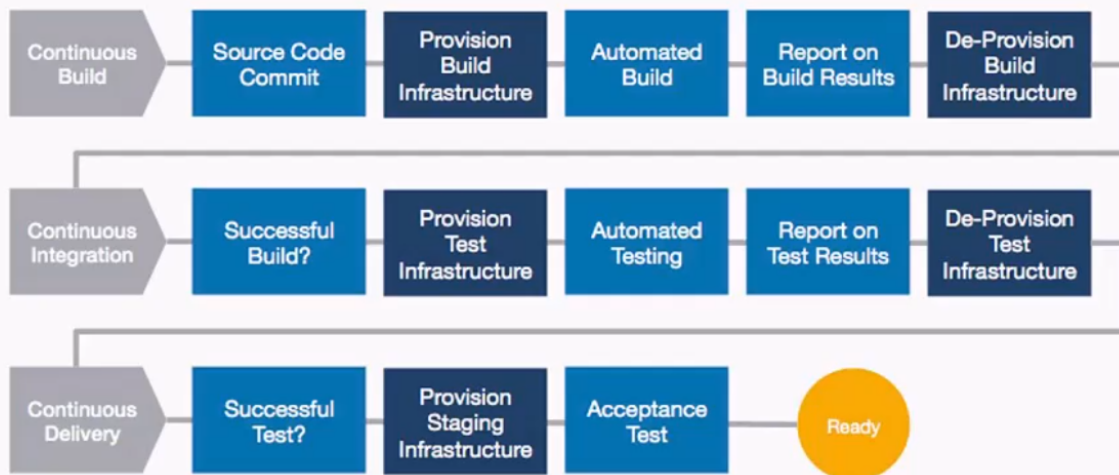 Continuous
Build
Source Code
Commit
Provision
Build
Infrastructure
Automated
Build
Report on
Build Results
De-Provision
Build
Infrastructure
Continuous
Integration
Successful
Build?
Provision
Test
Infrastructure
Automated
Testing
Report on
Test Results
De-Provision
Test
Infrastructure
Continuous
Delivery
Successful
Test?
Provision
Staging
Infrastructure
Acceptance
Test
Ready